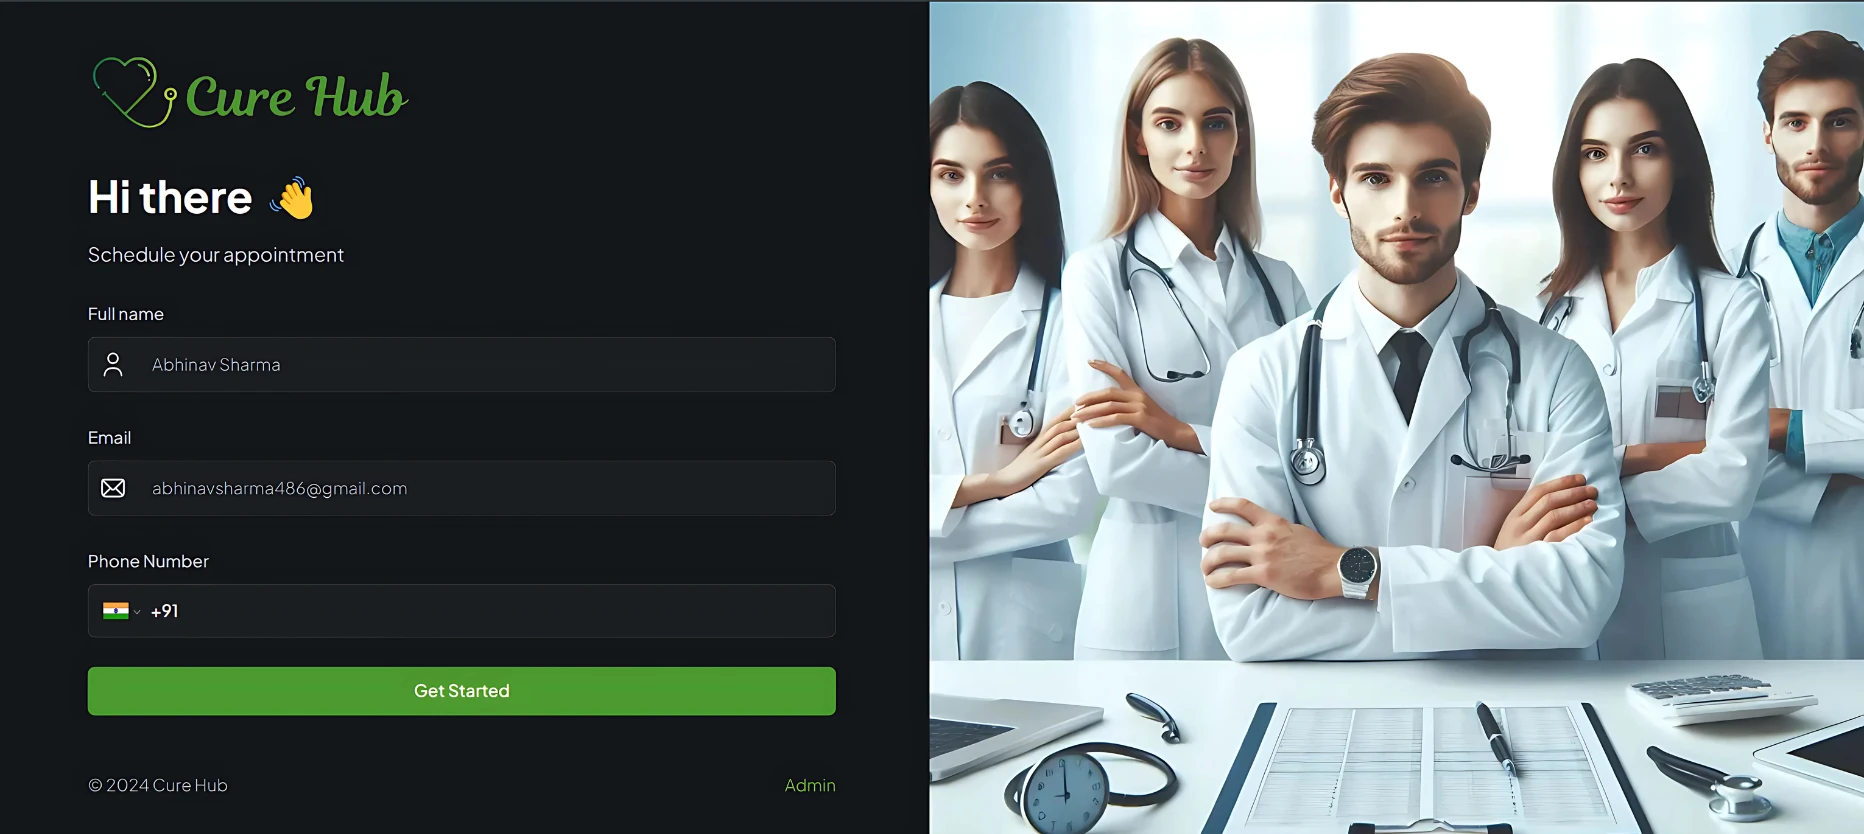 Cure Hub
Hi there 👋
Schedule your appointment
Full name
Abhinav Sharma
Email
abhinavsharma486@gmail.com
Phone Number
+91
Get Started
© 2024 Cure Hub
Admin